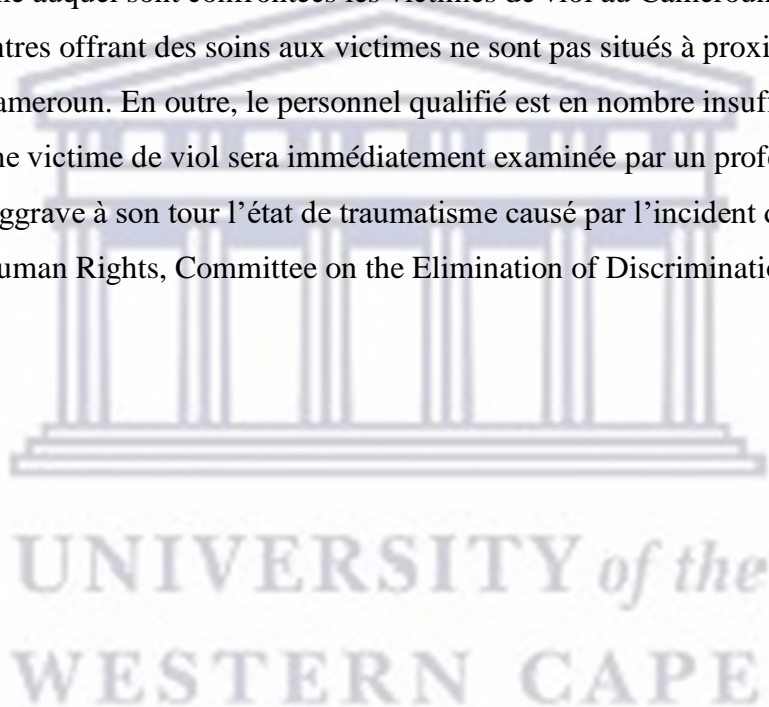 auquel sont confrontées les victimes de viol au Cameroun
ntres offrant des soins aux victimes ne sont pas situés à proxi
ameroun. En outre, le personnel qualifié est en nombre insuf
ne victime de viol sera immédiatement examinée par un prof
ggrave à son tour l’état de traumatisme causé par l’incident
uman Rights, Committee on the Elimination of Discriminati
UNIVERSITY of the
WESTERN CAPE